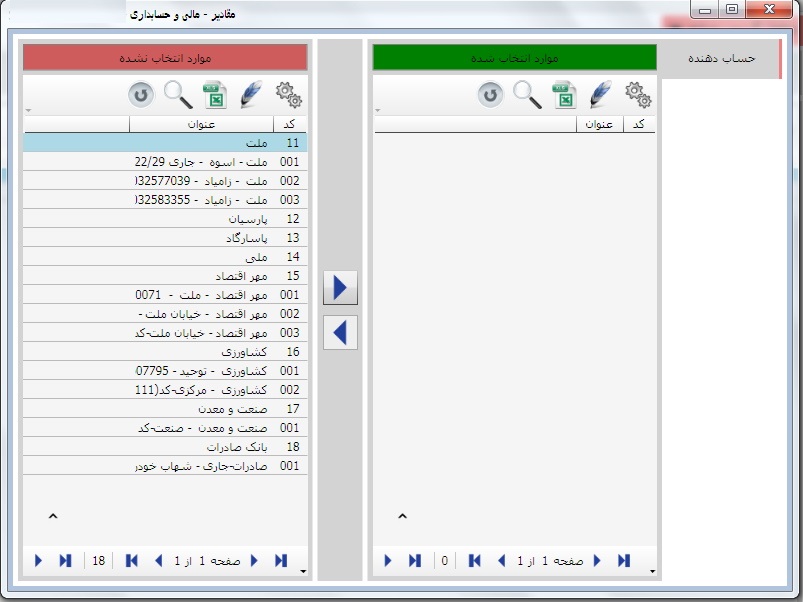 مقادیر - مالی و حسابداری
حساب دهنده
موارد انتخاب شده
کد عنوان
صفحه 1 از 1
0
موارد انتخاب نشده
کد عنوان
11 ملت
001 ملت - اسوه - جاری 22/29
002 ملت - زامیاد - 032577039
003 ملت - زامیاد - 032583355
12 پارسیان
13 پاسارگاد
14 ملی
15 مهر اقتصاد
001 مهر اقتصاد - ملت - 0071
002 مهر اقتصاد - خیابان ملت -
003 مهر اقتصاد - خیابان ملت-کد
16 کشاورزی
001 کشاورزی - توحید - 07795
002 کشاورزی - مرکزی-کد(111
17 صنعت و معدن
001 صنعت و معدن - صنعت-کد
18 بانک صادرات
001 صادرات-جاری - شهاب خودر
صفحه 1 از 1
18